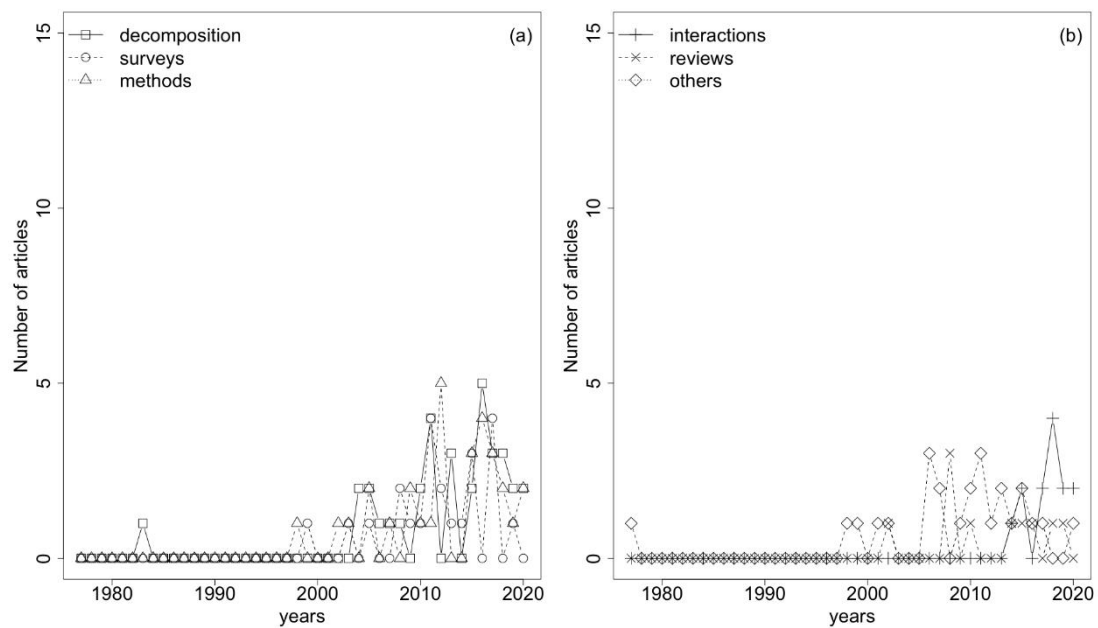 (a)
decomposition
surveys
methods
Number of articles
15
10
5
0
1980 1990 2000 2010 2020
years
(b)
interactions
reviews
others
Number of articles
15
10
5
0
1980 1990 2000 2010 2020
years